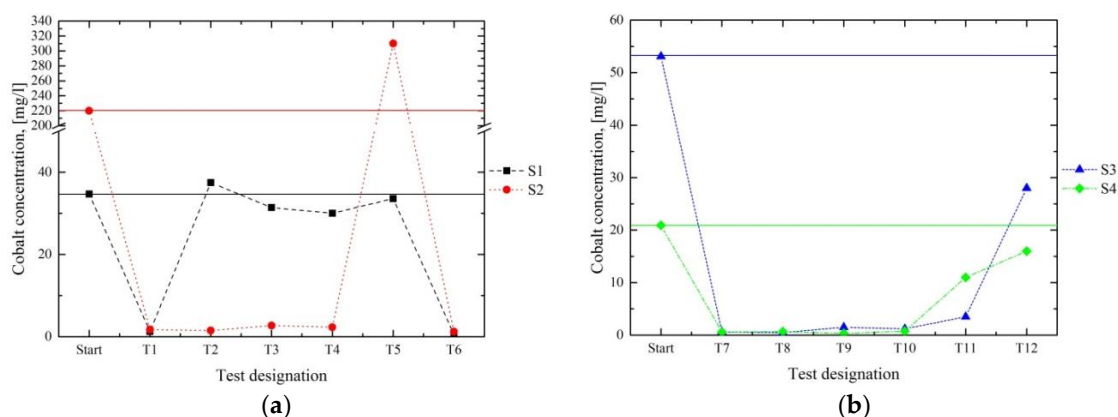 Cobalt concentration, [mg/l]
340
320
300
280
260
240
220
200
40
20
0
Start T1 T2 T3 T4 T5 T6
Test designation
S1
S2
(a)
Cobalt concentration, [mg/l]
60
50
40
30
20
10
0
Start T7 T8 T9 T10 T11 T12
Test designation
S3
S4
(b)